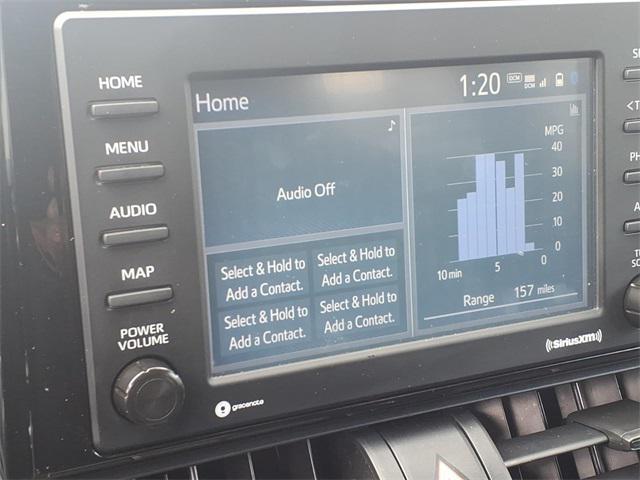 HOME
MENU
AUDIO
MAP
POWER
VOLUME
Home
1:20
DCM
DCM
Audio Off
Select & Hold to
Add a Contact.
Select & Hold to
Add a Contact.
Select & Hold to
Add a Contact.
Select & Hold to
Add a Contact.
MPG
40
30
20
10
0
10 min
5
0
Range 157 miles
gracenote
SiriusXM